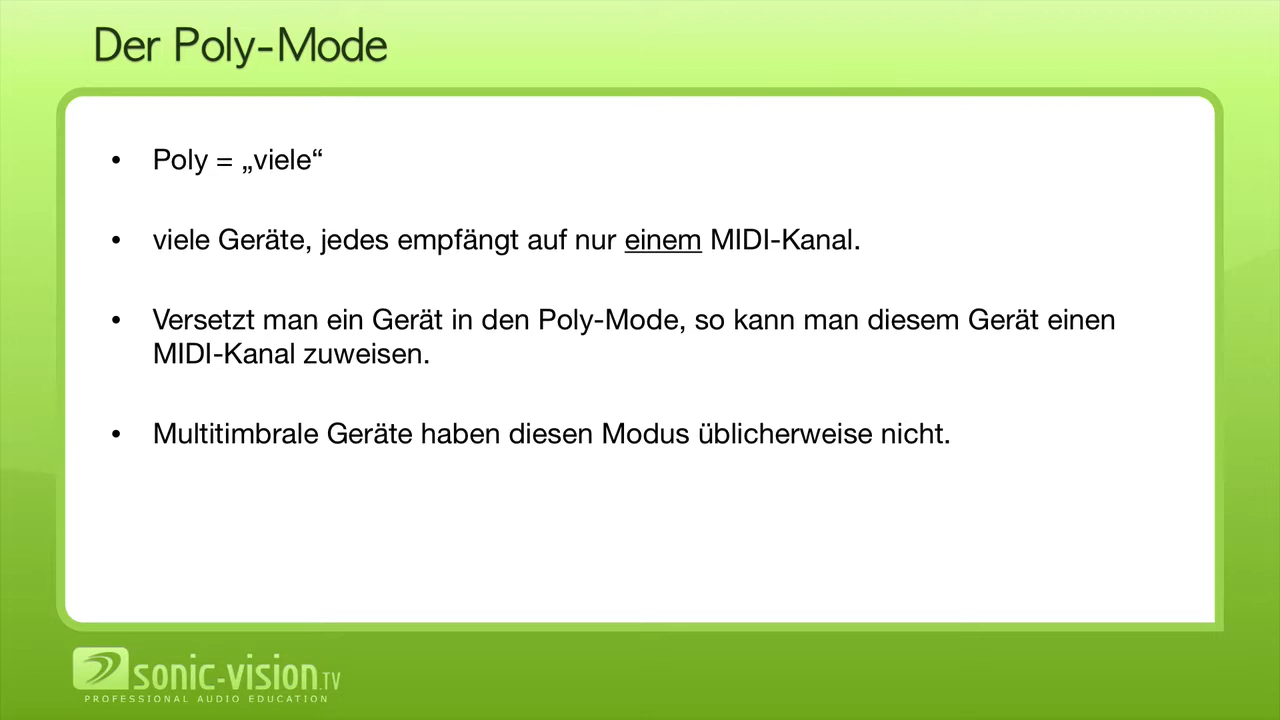 Der Poly-Mode
• Poly = „viele“
• viele Geräte, jedes empfängt auf nur einem MIDI-Kanal.
• Versetzt man ein Gerät in den Poly-Mode, so kann man diesem Gerät einen
MIDI-Kanal zuweisen.
• Multitimbrale Geräte haben diesen Modus üblicherweise nicht.
sonic-vision.TV
PROFESSIONAL AUDIO EDUCATION